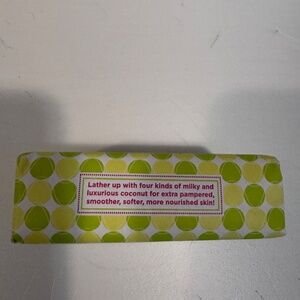 Lather up with four kinds of milky and
luxurious coconut for extra pampered,
smoother, softer, more nourished skin!